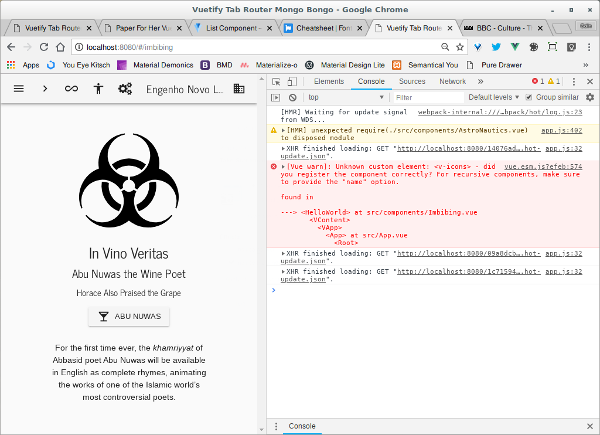 Vuetify Tab Router Mongo Bongo - Google Chrome
Vuetify Tab Route
Paper For Her Vue
List Component -
Cheatsheet | Font
Vuetify Tab Route
BBC - Culture - Th
localhost:8080/#/imbibing
Apps
You Eye Kitsch
Material Demonics
BMD
Materialize-o
Material Design Lite
Semantical You
Pure Drawer
Engenho Novo L...
In Vino Veritas
Abu Nuwas the Wine Poet
Horace Also Praised the Grape
ABU NUWAS
For the first time ever, the khamriyyat of
Abbasid poet Abu Nuwas will be available
in English as complete rhymes, animating
the works of one of the Islamic world's
most controversial poets.
Elements Console Sources Network 1 1
top Filter Default levels Group similar
[HMR] Waiting for update signal webpack-internal:///…bpack/hot/log.js:23
from WDS...
[HMR] unexpected require(./src/components/AstroNautics.vue) app.js:402
to disposed module
XHR finished loading: GET "http://localhost:8080/14076ad….hot- app.js:32
update.json".
[Vue warn]: Unknown custom element: <v-icons> - did vue.esm.js?efeb:574
you register the component correctly? For recursive components, make sure
to provide the "name" option.
found in
---> <HelloWorld> at src/components/Imbibing.vue
<VContent>
<VApp>
<App> at src/App.vue
<Root>
XHR finished loading: GET "http://localhost:8080/09a0dcb….hot- app.js:32
update.json".
XHR finished loading: GET "http://localhost:8080/1c71594….hot- app.js:32
update.json".
Console